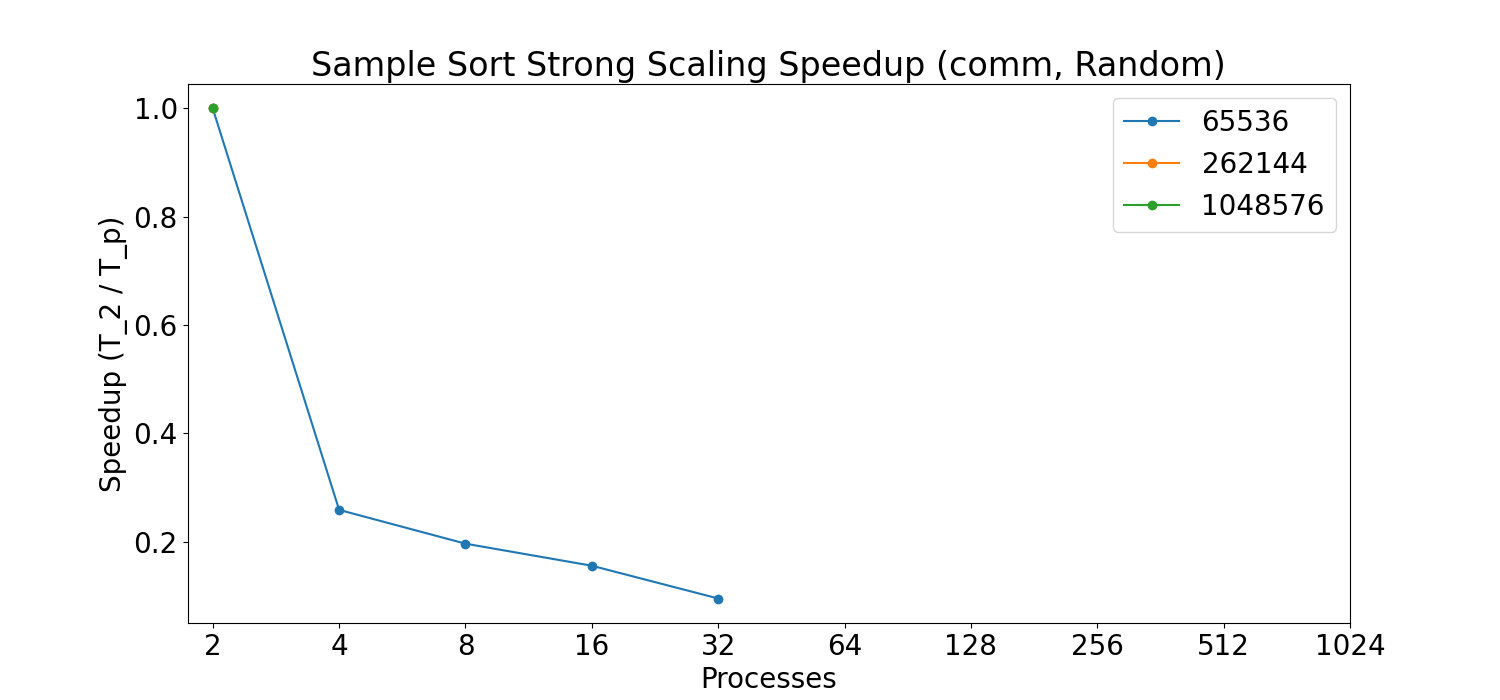 Sample Sort Strong Scaling Speedup (comm, Random)
Speedup (T_2 / T_p)
1.0
0.8
0.6
0.4
0.2
65536
262144
1048576
2 4 8 16 32 64 128 256 512 1024
Processes